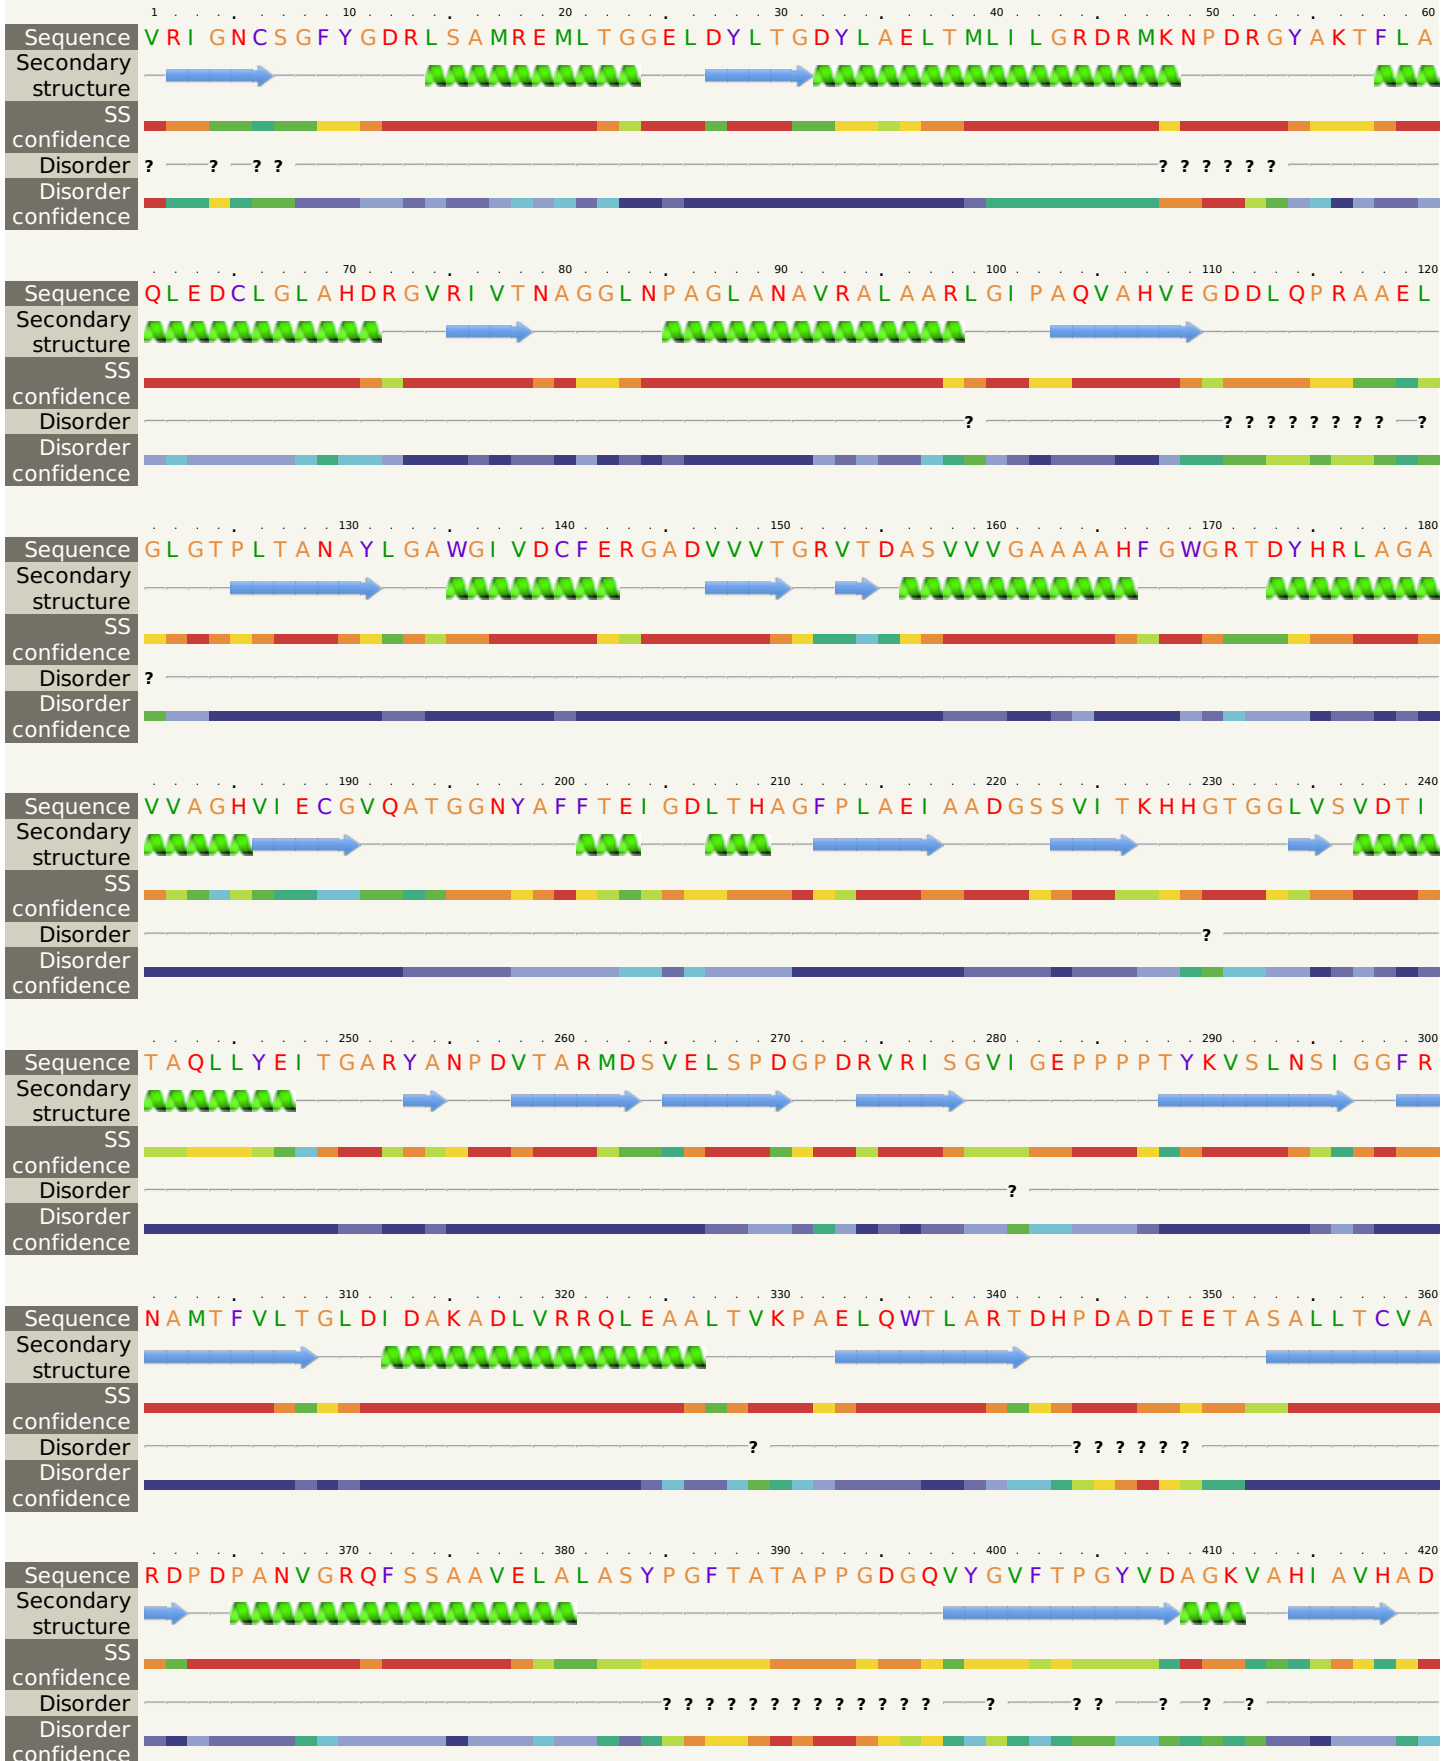 1 10 20 30 40 50 60
Sequence VRIGNCSGFYGDRLSAMREMLTGGELDYLTGDYLAELTMLILGRDRMKNPDRGYAKTFLA
Secondary
structure
SS
confidence
Disorder ? ? ? ? ? ? ? ? ? ?
Disorder
confidence
70 80 90 100 110 120
Sequence QLEDCLGLAHDRGVRIVTNAGGLNPAGLANAVRALAARLGIPAQVAHVEGDDLQPRAAEL
Secondary
structure
SS
confidence
Disorder ? ? ? ? ? ? ? ? ? ?
Disorder
confidence
130 140 150 160 170 180
Sequence GLGTPLTANAYLGAWGIVDCFERGADVVVTGRVTDASVVVGAAAAHFGWGRTDYHRLAGA
Secondary
structure
SS
confidence
Disorder ?
Disorder
confidence
190 200 210 220 230 240
Sequence VVAGHVIECGVQATGGNYAFFTEIGDLTHAGFPLAEIAADGSSVITKHHGTGGLVSVDTI
Secondary
structure
SS
confidence
Disorder ?
Disorder
confidence
250 260 270 280 290 300
Sequence TAQLLYEITGARYANPDVTARMDSVELSPDGPDRVRISGVIGEPPPPTYKVSLNSIGGFR
Secondary
structure
SS
confidence
Disorder ?
Disorder
confidence
310 320 330 340 350 360
Sequence NAMTFVLTGLDIDAKADLVRRQLEAALTVKPAELQWTLARTDHPDADTEETASALLTCVA
Secondary
structure
SS
confidence
Disorder ? ? ? ? ? ? ?
Disorder
confidence
370 380 390 400 410 420
Sequence RDPDPANVGRQFSSAAVELALASYPGFTATAPPGDGQVYGVFTPGYVDAGKVAHIAVHAD
Secondary
structure
SS
confidence
Disorder ? ? ? ? ? ? ? ? ? ? ? ? ? ? ? ? ? ? ?
Disorder
confidence